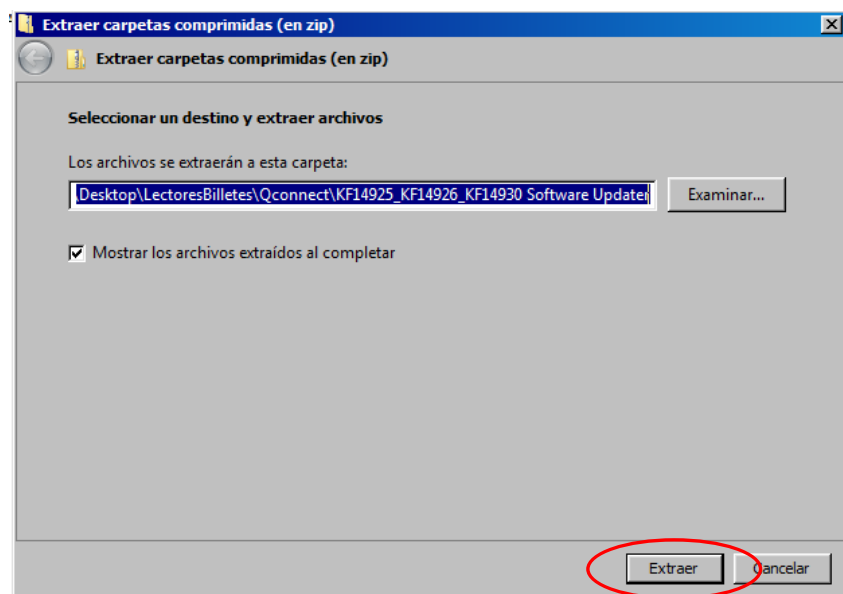 Extraer carpetas comprimidas (en zip)
Extraer carpetas comprimidas (en zip)
Seleccionar un destino y extraer archivos
Los archivos se extraerán a esta carpeta:
\Desktop\LectoresBilletes\Qconnect\KF14925_KF14926_KF14930 Software Updater
Examinar...
Mostrar los archivos extraídos al completar
Extraer
Cancelar